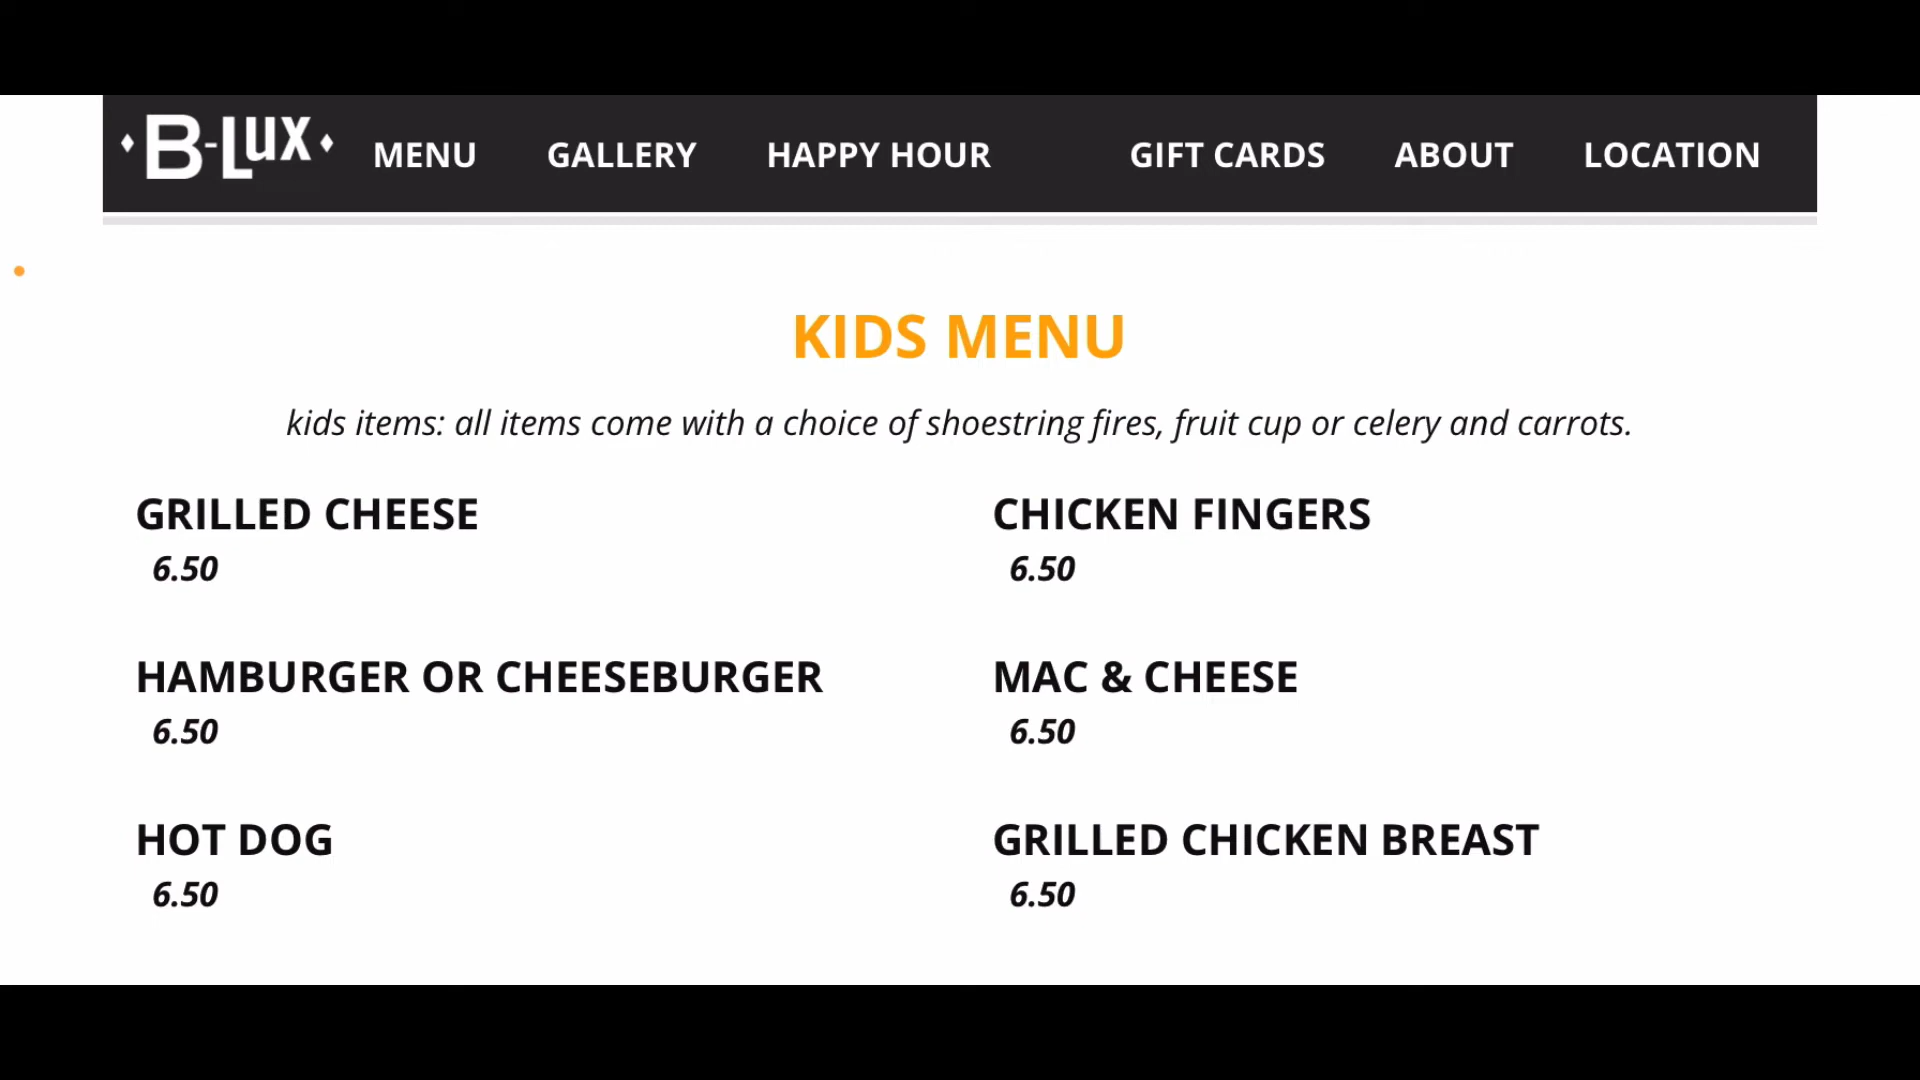 B-LUX MENU GALLERY HAPPY HOUR GIFT CARDS ABOUT LOCATION
KIDS MENU
kids items: all items come with a choice of shoestring fires, fruit cup or celery and carrots.
GRILLED CHEESE
6.50
CHICKEN FINGERS
6.50
HAMBURGER OR CHEESEBURGER
6.50
MAC & CHEESE
6.50
HOT DOG
6.50
GRILLED CHICKEN BREAST
6.50